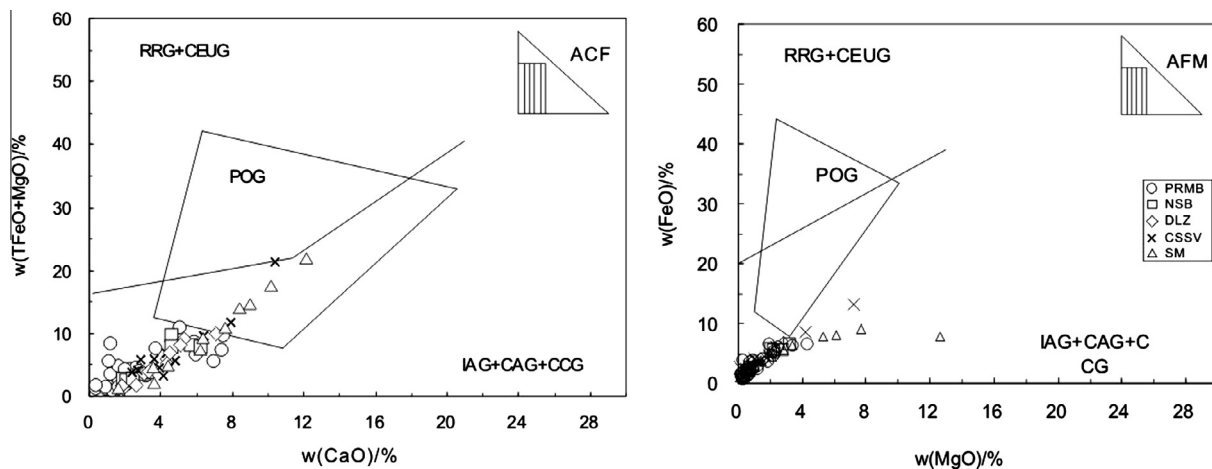 60
50
40
30
20
10
0
w(TFeO+MgO)/%
RRG+CEUG
ACF
POG
IAG+CAG+CCG
0 4 8 12 16 20 24 28
w(CaO)/%
60
50
40
30
20
10
0
w(FeO)/%
RRG+CEUG
AFM
POG
PRMB
NSB
DLZ
CSSV
SM
IAG+CAG+C
CG
0 4 8 12 16 20 24 28
w(MgO)/%